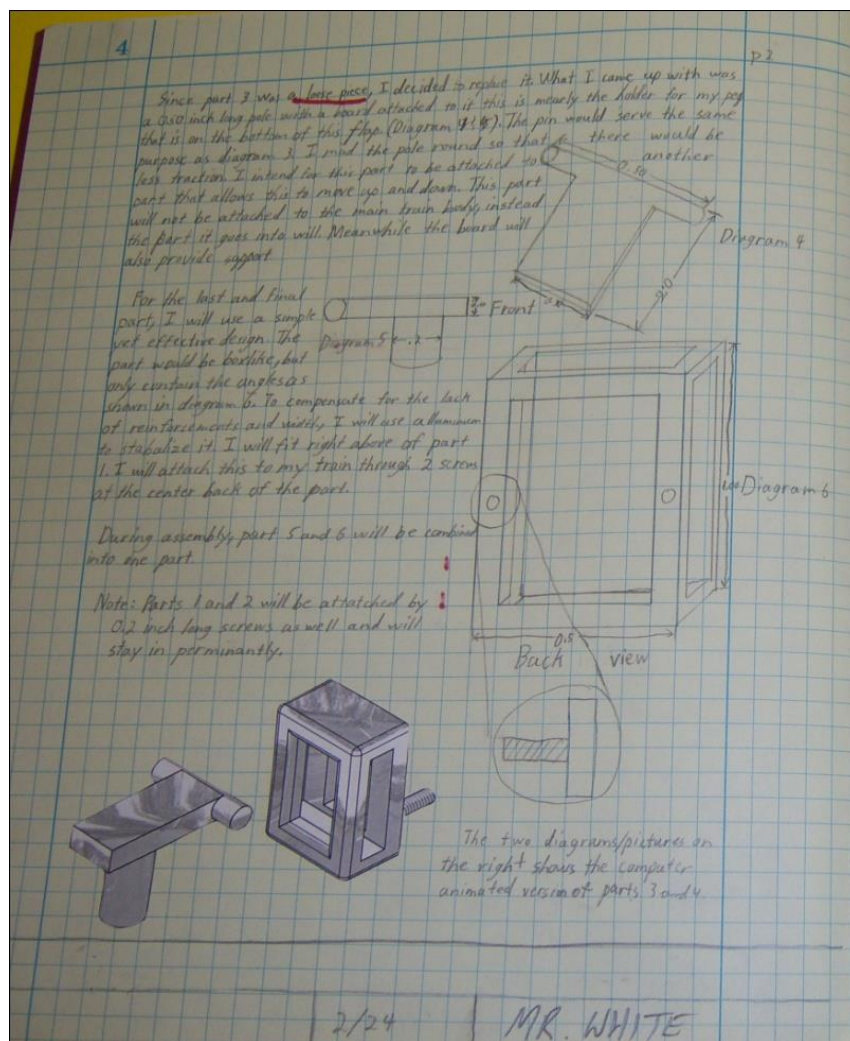 4
p2
Since part 3 was a loose piece, I decided to replace it. What I came up with was
a 0.50 inch long pole with a board attached to it this is mearly the holder for my peg
that is on the bottom of this flap. (Diagram 4 5). The pin would serve the same
purpose as diagram 3. I mad the pole round so that there would be
less traction. I intend for this part to be attached to another
part that allows this to move up and down. This part
will not be attached to the main train body, instead
the part it goes into will. Meanwhile the board will
also provide support
0.50
Diagram 4
For the last and final
part, I will use a simple
yet effective design. The
part would be boxlike, but
only contain the angles as
shown in diagram 6. To compensate for the lack
of reinforcements and width, I will use alluminum
to stabalize it. I will fit right above of part
1. I will attach this to my train through 2 screws
at the center back of the part.
Front
Diagram 5
.2
Diagram 6
During assembly, part 5 and 6 will be combined
into one part.
Note: Parts 1 and 2 will be attatched by
0.2 inch long screws as well and will
stay in perminantly.
0.5
Back view
The two diagrams/pictures on
the right shows the computer
animated version of parts 3 and 4.
2/24
MR. WHITE